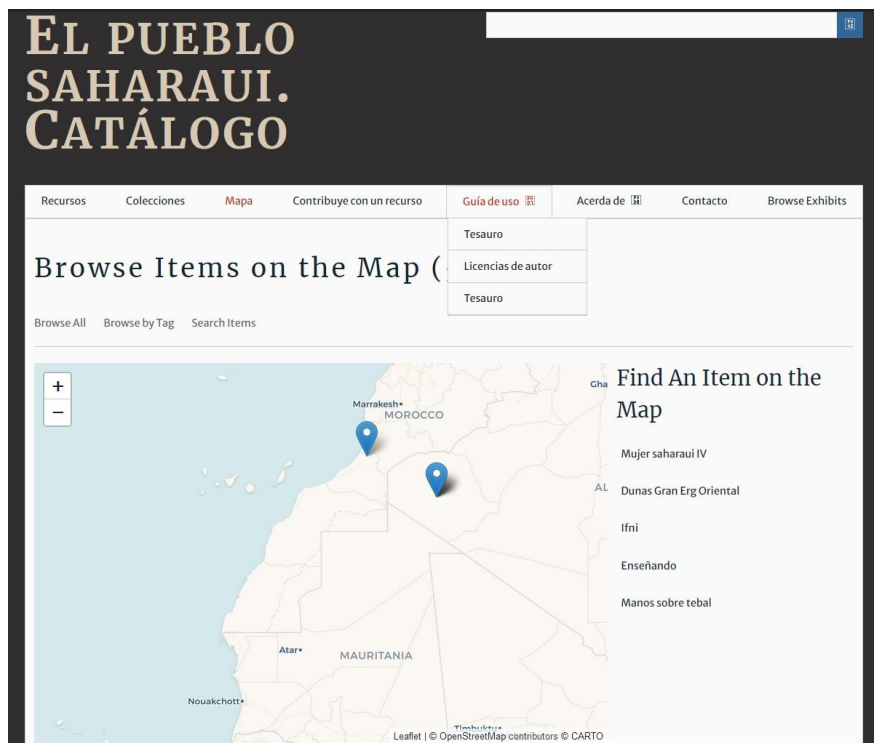 El pueblo
saharaui.
Catálogo
Recursos Colecciones Mapa Contribuye con un recurso Guía de uso Acerca de Contacto Browse Exhibits
Tesauro
Licencias de autor
Tesauro
Browse Items on the Map (
Browse All Browse by Tag Search Items
+
−
Marrakesh
MOROCCO
Gha
AL
Atar
MAURITANIA
Nouakchott
Timbuktu
Leaflet | © OpenStreetMap contributors © CARTO
Find An Item on the
Map
Mujer saharaui IV
Dunas Gran Erg Oriental
Ifni
Enseñando
Manos sobre tebal